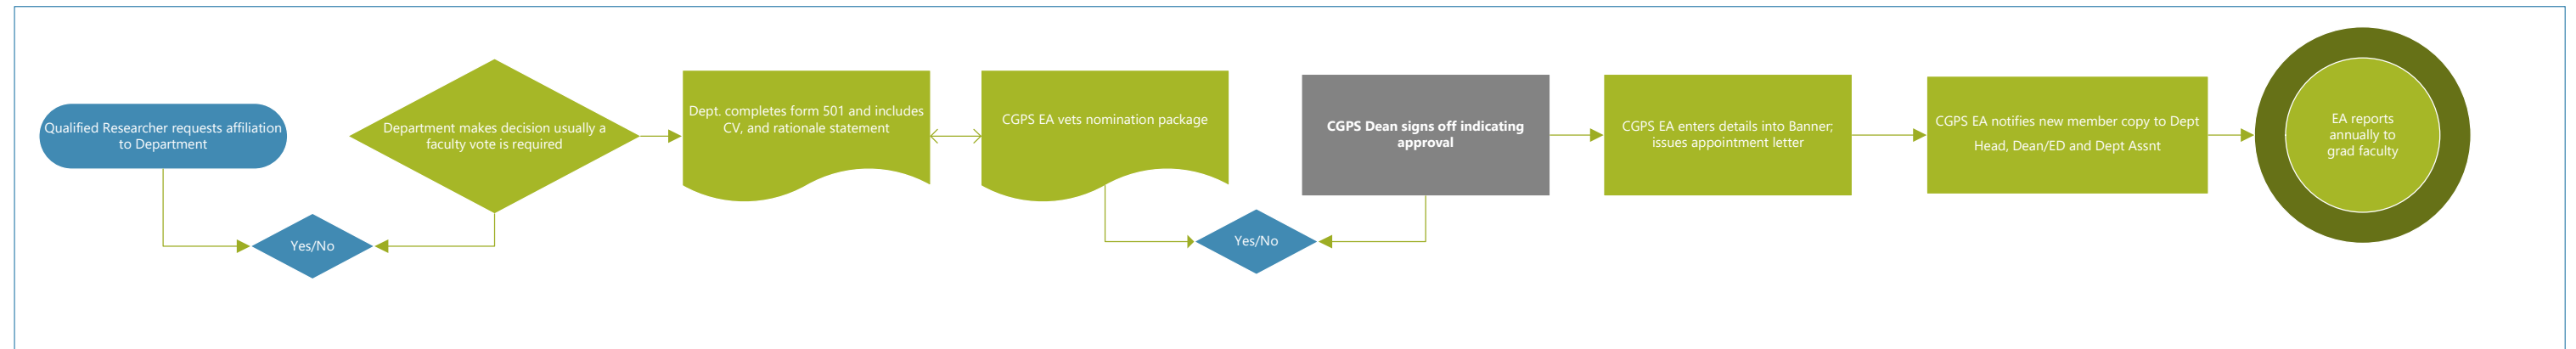 Qualified Researcher requests affiliation
to Department
Yes/No
Department makes decision usually a
faculty vote is required
Dept. completes form 501 and includes
CV, and rationale statement
CGPS EA vets nomination package
Yes/No
CGPS Dean signs off indicating
approval
CGPS EA enters details into Banner;
issues appointment letter
CGPS EA notifies new member copy to Dept
Head, Dean/ED and Dept Assnt
EA reports
annually to
grad faculty